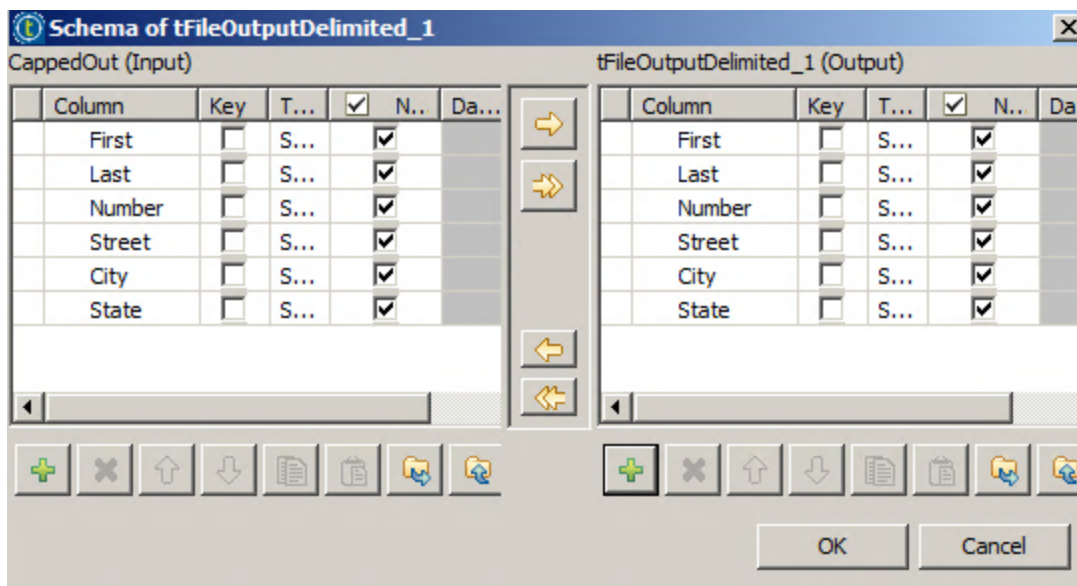 Schema of tFileOutputDelimited_1
CappedOut (Input)
tFileOutputDelimited_1 (Output)
Column Key T... N... Da...
Column Key T... N... Da
First S...
First S...
Last S...
Last S...
Number S...
Number S...
Street S...
Street S...
City S...
City S...
State S...
State S...
OK
Cancel